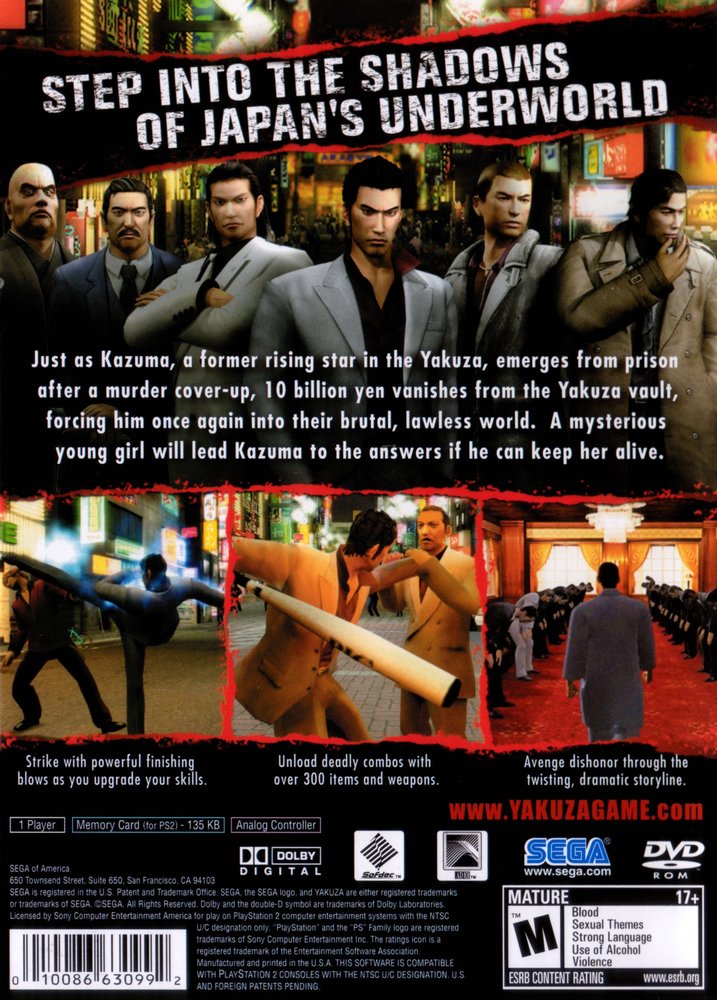 STEP INTO THE SHADOWS
OF JAPAN'S UNDERWORLD
Just as Kazuma, a former rising star in the Yakuza, emerges from prison
after a murder cover-up, 10 billion yen vanishes from the Yakuza vault,
forcing him once again into their brutal, lawless world. A mysterious
young girl will lead Kazuma to the answers if he can keep her alive.
Strike with powerful finishing
blows as you upgrade your skills.
Unload deadly combos with
over 300 items and weapons.
Avenge dishonor through the
twisting, dramatic storyline.
www.YAKUZAGAME.com
1 Player
Memory Card (for PS2) - 135 KB
Analog Controller
DOLBY
DIGITAL
SofdecTM
ADXTM
SEGA®
www.sega.com
DVD
ROM
SEGA of America
650 Townsend Street, Suite 650, San Francisco, CA 94103
SEGA is registered in the U.S. Patent and Trademark Office. SEGA, the SEGA logo, and YAKUZA are either registered trademarks
or trademarks of SEGA. ©SEGA. All Rights Reserved. Dolby and the double-D symbol are trademarks of Dolby Laboratories.
Licensed by Sony Computer Entertainment America for play on PlayStation 2 computer entertainment systems with the NTSC
U/C designation only. "PlayStation" and the "PS" Family logo are registered
trademarks of Sony Computer Entertainment Inc. The ratings icon is a
registered trademark of the Entertainment Software Association.
Manufactured and printed in the U.S.A. THIS SOFTWARE IS COMPATIBLE
WITH PLAYSTATION 2 CONSOLES WITH THE NTSC U/C DESIGNATION. U.S.
AND FOREIGN PATENTS PENDING.
0 10086 63099 2
MATURE 17+
TM
M
Blood
Sexual Themes
Strong Language
Use of Alcohol
Violence
ESRB CONTENT RATING www.esrb.org